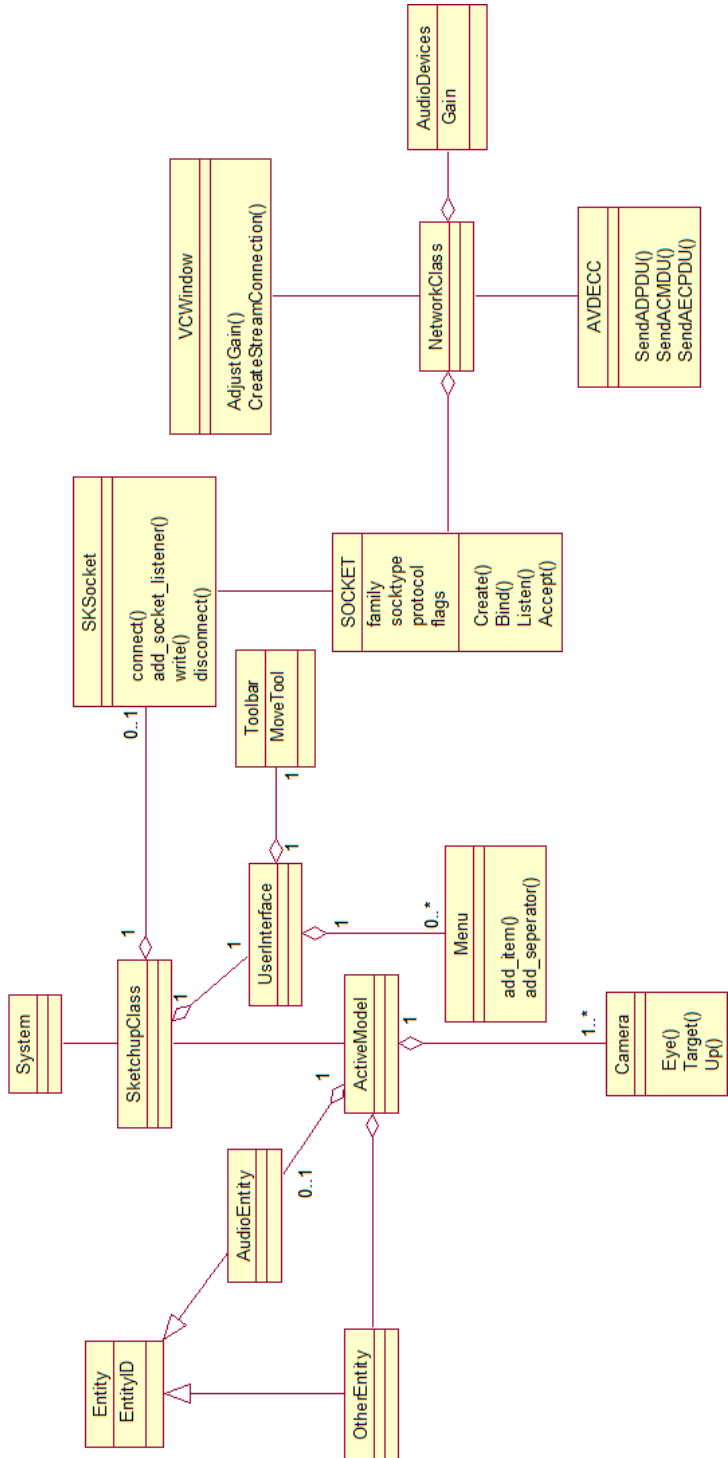 System
SketchupClass
1
1
0..1
SKSocket
connect()
add_socket_listener()
write()
disconnect()
VCWindow
AdjustGain()
CreateStreamConnection()
Entity
EntityID
AudioEntity
0..1
1
ActiveModel
1
1
UserInterface
1
1
Toolbar
MoveTool
1
0..*
Menu
add_item()
add_seperator()
OtherEntity
1..*
Camera
Eye()
Target()
Up()
SOCKET
family
socktype
protocol
flags
Create()
Bind()
Listen()
Accept()
NetworkClass
AudioDevices
Gain
AVDECC
SendADPDU()
SendACMDU()
SendAECPDU()